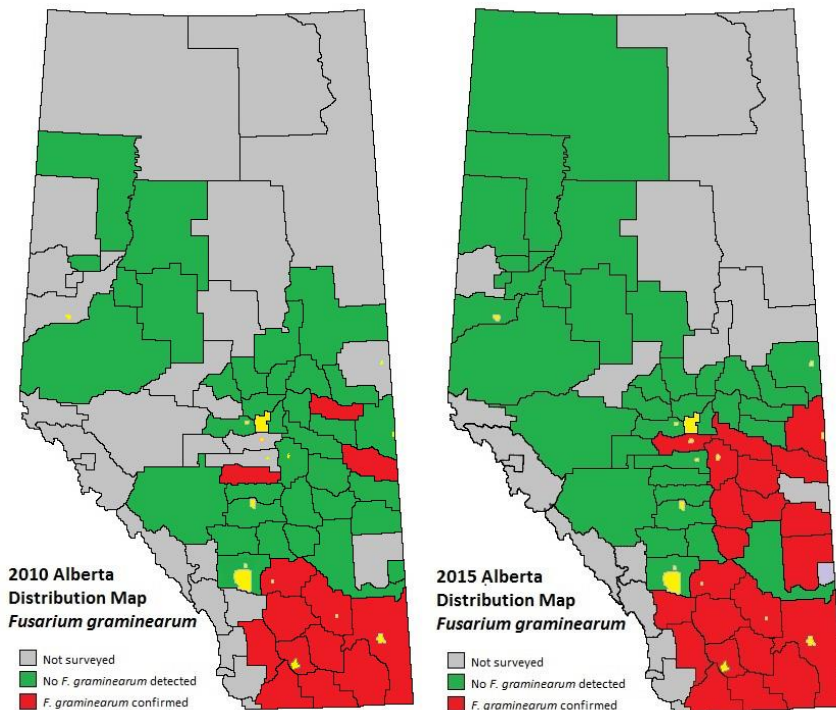 2010 Alberta
Distribution Map
Fusarium graminearum
Not surveyed
No F. graminearum detected
F. graminearum confirmed
2015 Alberta
Distribution Map
Fusarium graminearum
Not surveyed
No F. graminearum detected
F. graminearum confirmed